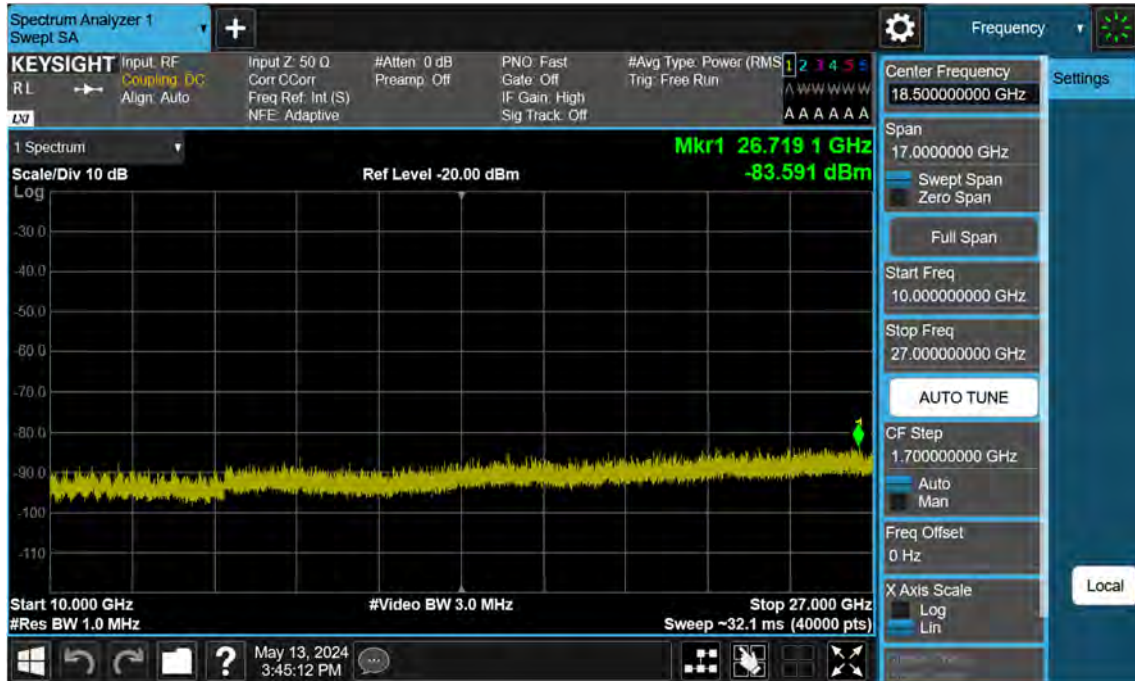 Spectrum Analyzer 1
Swept SA
+
Frequency
KEYSIGHT
RL
LXI
Input: RF
Coupling: DC
Align: Auto
Input Z: 50 Ω
Corr CCorr
Freq Ref: Int (S)
NFE: Adaptive
#Atten: 0 dB
Preamp: Off
PNO: Fast
Gate: Off
IF Gain: High
Sig Track: Off
#Avg Type: Power (RMS
Trig: Free Run
1 2 3 4 5 6
A W W W W W
A A A A A A
Center Frequency
18.500000000 GHz
Settings
Span
17.0000000 GHz
Swept Span
Zero Span
Full Span
Start Freq
10.000000000 GHz
Stop Freq
27.000000000 GHz
AUTO TUNE
CF Step
1.700000000 GHz
Auto
Man
Freq Offset
0 Hz
X Axis Scale
Log
Lin
Local
1 Spectrum
Mkr1 26.719 1 GHz
Scale/Div 10 dB
Ref Level -20.00 dBm
-83.591 dBm
Log
-30.0
-40.0
-50.0
-60.0
-70.0
-80.0
-90.0
-100
-110
1
Start 10.000 GHz
#Video BW 3.0 MHz
Stop 27.000 GHz
#Res BW 1.0 MHz
Sweep ~32.1 ms (40000 pts)
?
May 13, 2024
3:45:12 PM